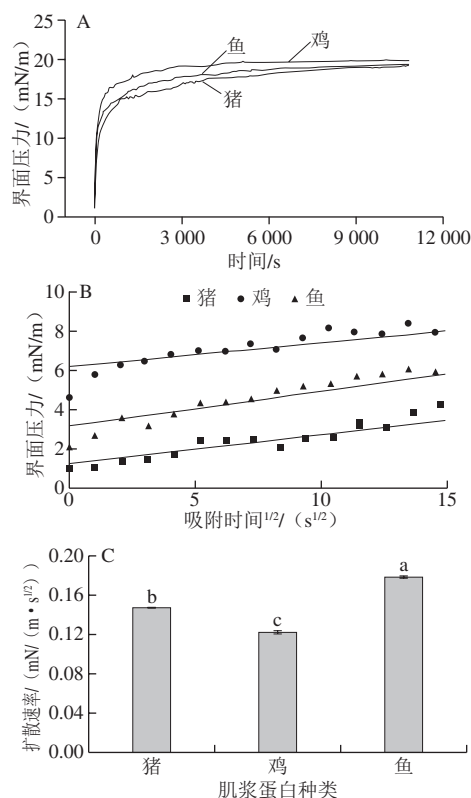 A
界面压力/（mN/m）
25
20
15
10
5
0
鱼
鸡
猪
0
3 000
6 000
9 000
12 000
时间/s
B
■ 猪 ● 鸡 ▲ 鱼
界面压力/（mN/m）
10
8
6
4
2
0
0
5
10
15
吸附时间1/2/（s1/2）
C
扩散速率/（mN/（m·s1/2））
0.20
0.16
0.12
0.08
0.04
0.00
b
c
a
猪
鸡
鱼
肌浆蛋白种类